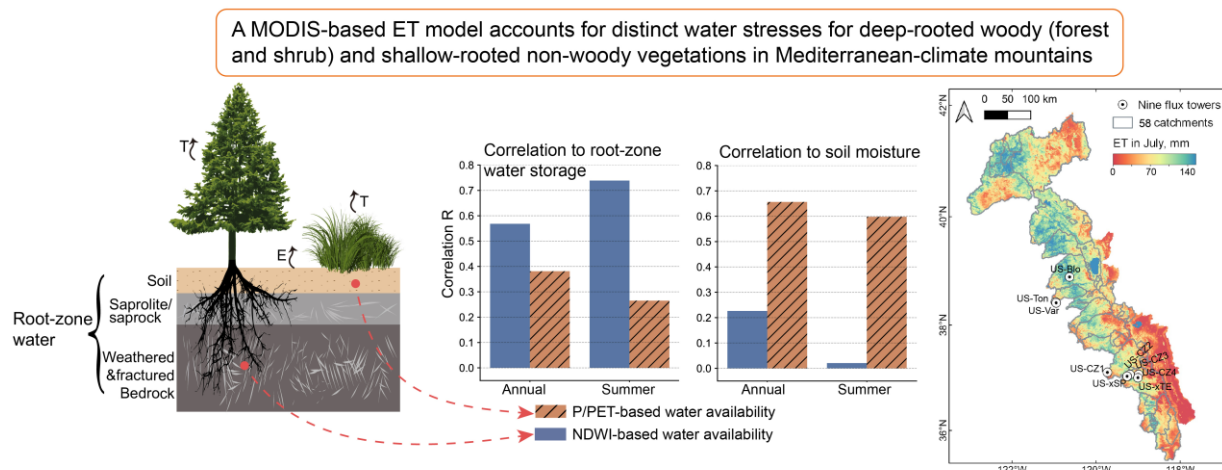 A MODIS-based ET model accounts for distinct water stresses for deep-rooted woody (forest
and shrub) and shallow-rooted non-woody vegetations in Mediterranean-climate mountains
T
T
E
Root-zone
water
Soil
Saprolite/
saprock
Weathered
&fractured
Bedrock
Correlation to root-zone
water storage
Correlation R
0.8
0.7
0.6
0.5
0.4
0.3
0.2
0.1
0.0
Annual
Summer
Correlation to soil moisture
0.8
0.7
0.6
0.5
0.4
0.3
0.2
0.1
0.0
Annual
Summer
P/PET-based water availability
NDWI-based water availability
0 50 100 km
Nine flux towers
58 catchments
ET in July, mm
0 70 140
42°N
40°N
38°N
36°N
US-Blo
US-Ton
US-Var
US-CZ3
US-CZ1
US-CZ4
US-xSP
US-xTE
122°W
120°W
118°W